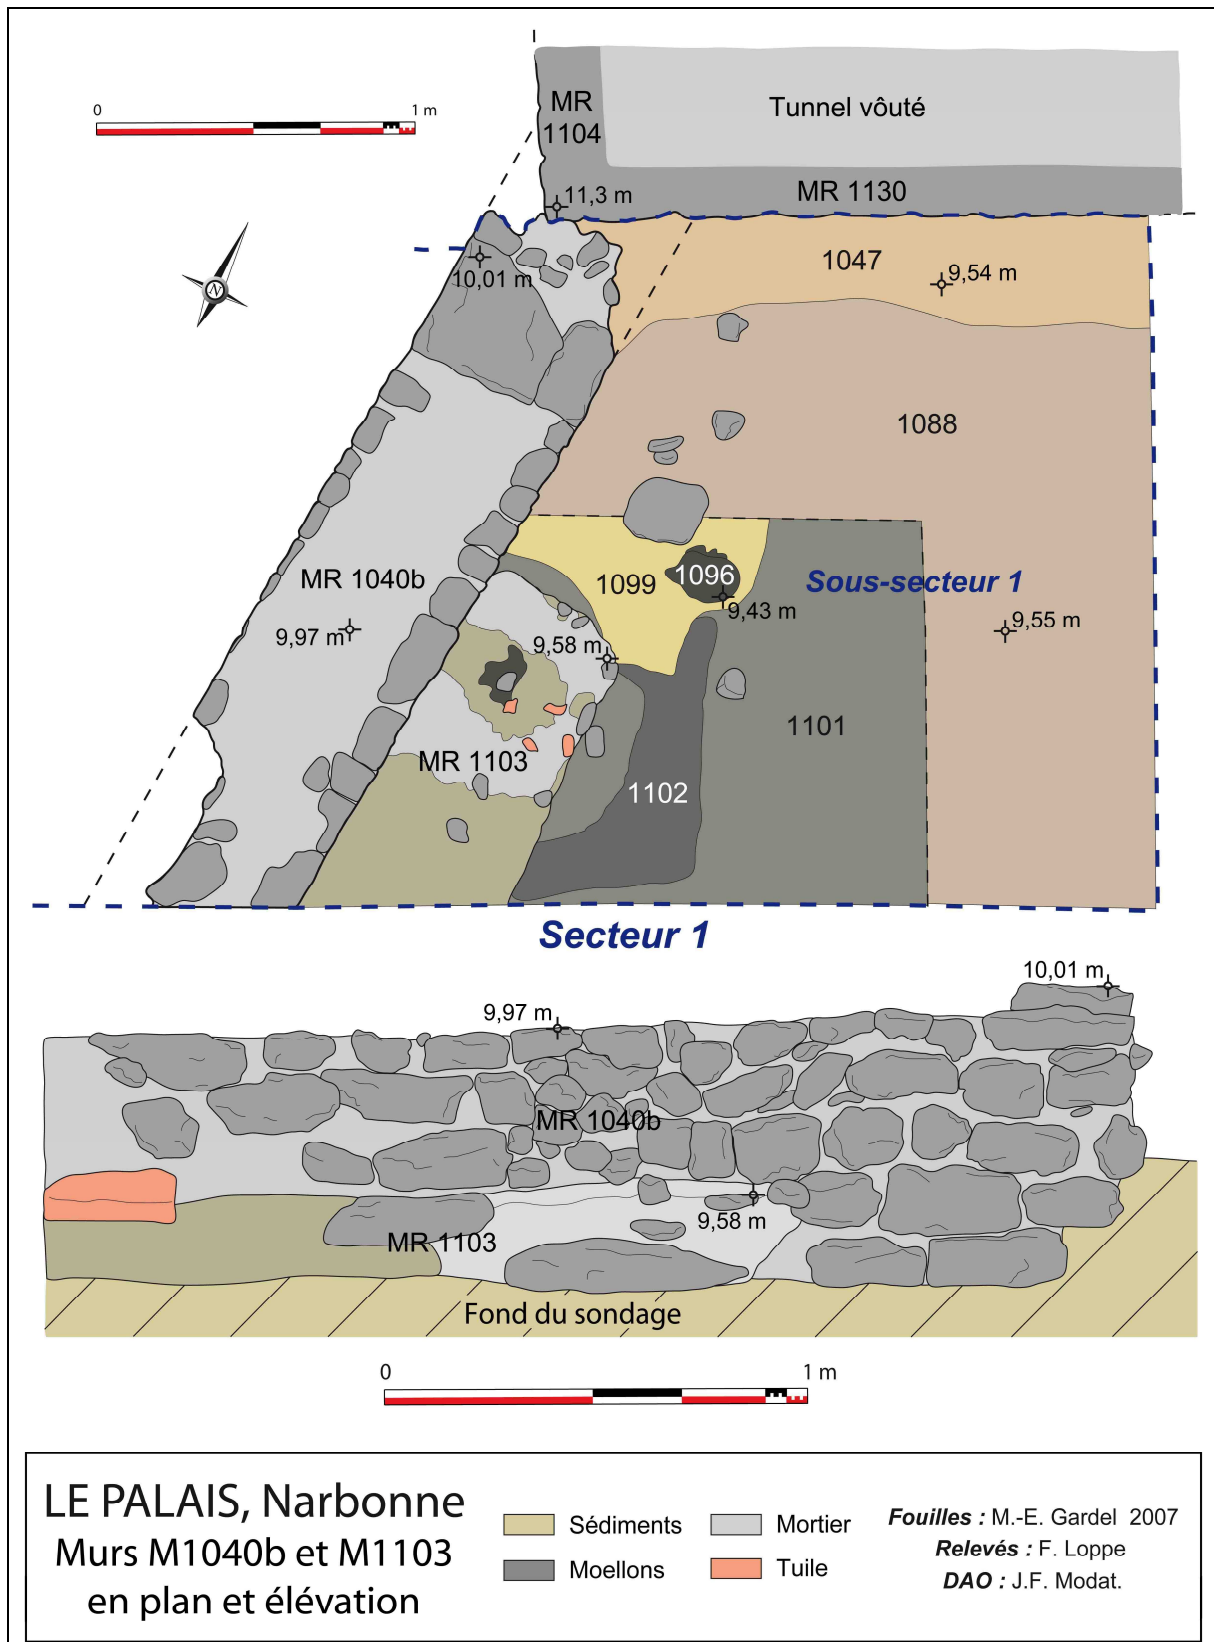 0
1 m
MR
1104
Tunnel vôuté
MR 1130
11,3 m
10,01 m
1047
9,54 m
N
1088
MR 1040b
9,97 m
1099
1096
Sous-secteur 1
9,43 m
9,58 m
9,55 m
1101
MR 1103
1102
Secteur 1
10,01 m
9,97 m
MR 1040b
9,58 m
MR 1103
Fond du sondage
0
1 m
LE PALAIS, Narbonne
Murs M1040b et M1103
en plan et élévation
Sédiments
Mortier
Moellons
Tuile
Fouilles : M.-E. Gardel 2007
Relevés : F. Loppe
DAO : J.F. Modat.